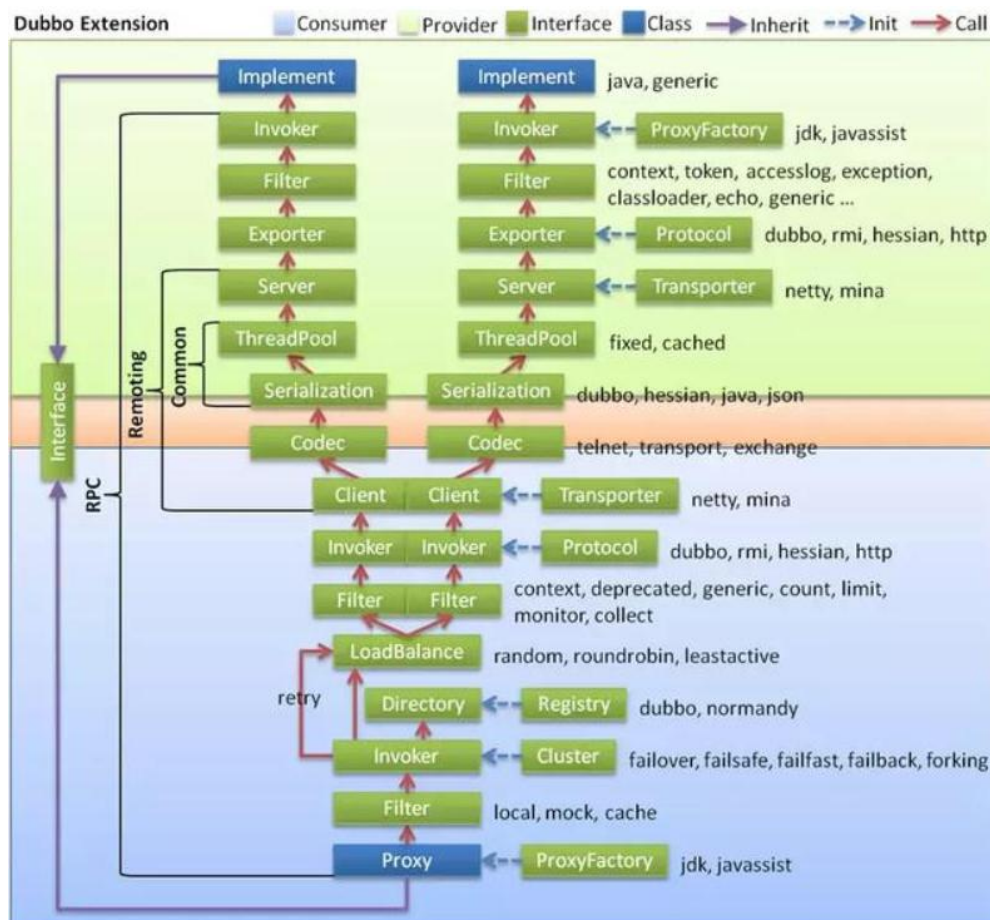 Dubbo Extension Consumer Provider Interface Class Inherit Init Call
Implement Implement java, generic
Invoker Invoker ProxyFactory jdk, javassist
Filter Filter context, token, accesslog, exception,
classloader, echo, generic ...
Exporter Exporter Protocol dubbo, rmi, hessian, http
Server Server Transporter netty, mina
ThreadPool ThreadPool fixed, cached
Common
Remoting
Serialization Serialization dubbo, hessian, java, json
Interface
Codec Codec telnet, transport, exchange
RPC
Client Client Transporter netty, mina
Invoker Invoker Protocol dubbo, rmi, hessian, http
Filter Filter context, deprecated, generic, count, limit,
monitor, collect
LoadBalance random, roundrobin, leastactive
retry
Directory Registry dubbo, normandy
Invoker Cluster failover, failsafe, failfast, failback, forking
Filter local, mock, cache
Proxy ProxyFactory jdk, javassist